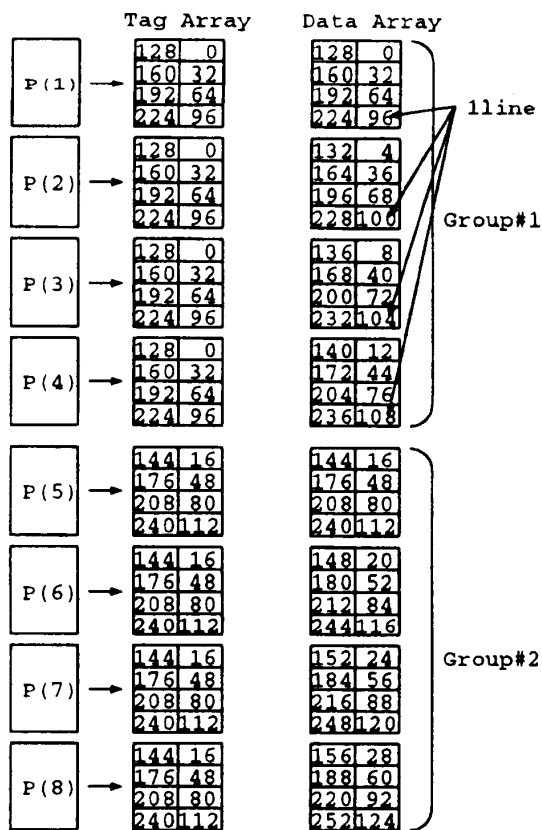 Tag Array Data Array
128 0 128 0
160 32 160 32
P(1) 192 64 192 64
224 96 224 96 1line
128 0 132 4
160 32 164 36
P(2) 192 64 196 68
224 96 228 100
Group#1
128 0 136 8
160 32 168 40
P(3) 192 64 200 72
224 96 232 104
128 0 140 12
160 32 172 44
P(4) 192 64 204 76
224 96 236 108
144 16 144 16
176 48 176 48
P(5) 208 80 208 80
240 112 240 112
144 16 148 20
176 48 180 52
P(6) 208 80 212 84
240 112 244 116
144 16 152 24
Group#2
176 48 184 56
P(7) 208 80 216 88
240 112 248 120
144 16 156 28
176 48 188 60
P(8) 208 80 220 92
240 112 252 124